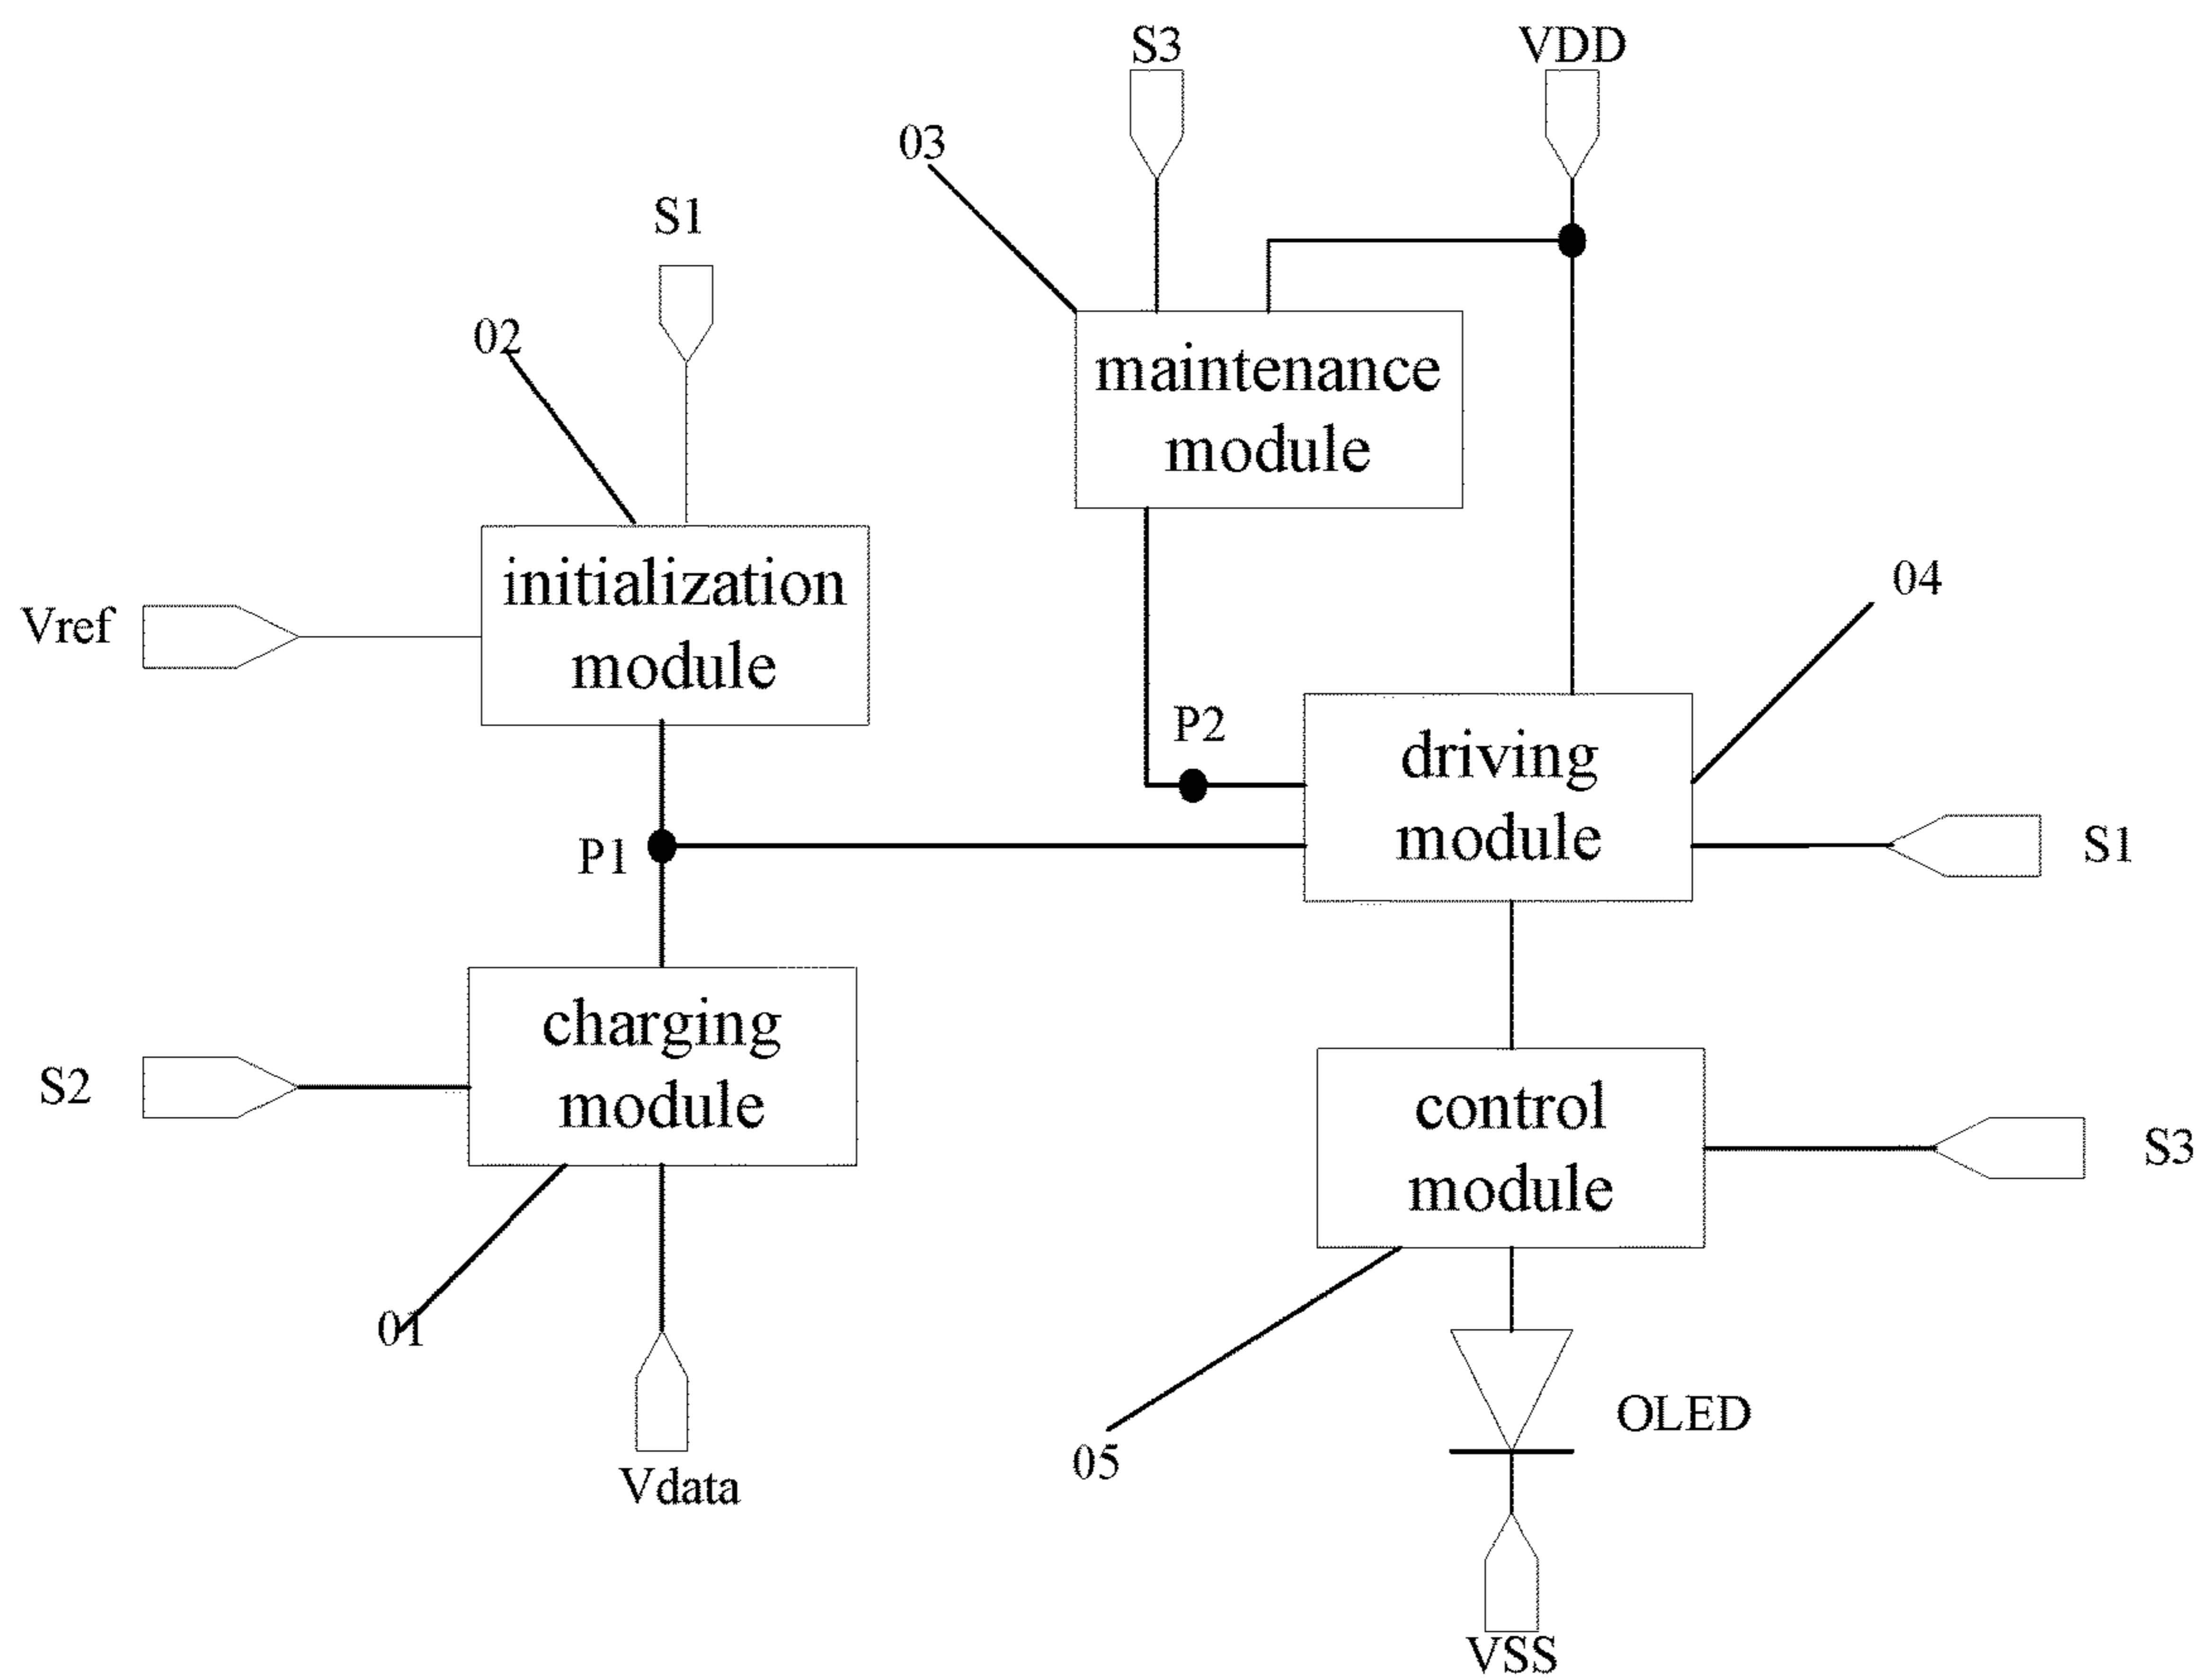 S3
VDD
03
S1
02
maintenance
module
initialization
module
Vref
04
P2
driving
module
P1
S1
charging
module
S2
control
module
S3
01
OLED
05
Vdata
VSS